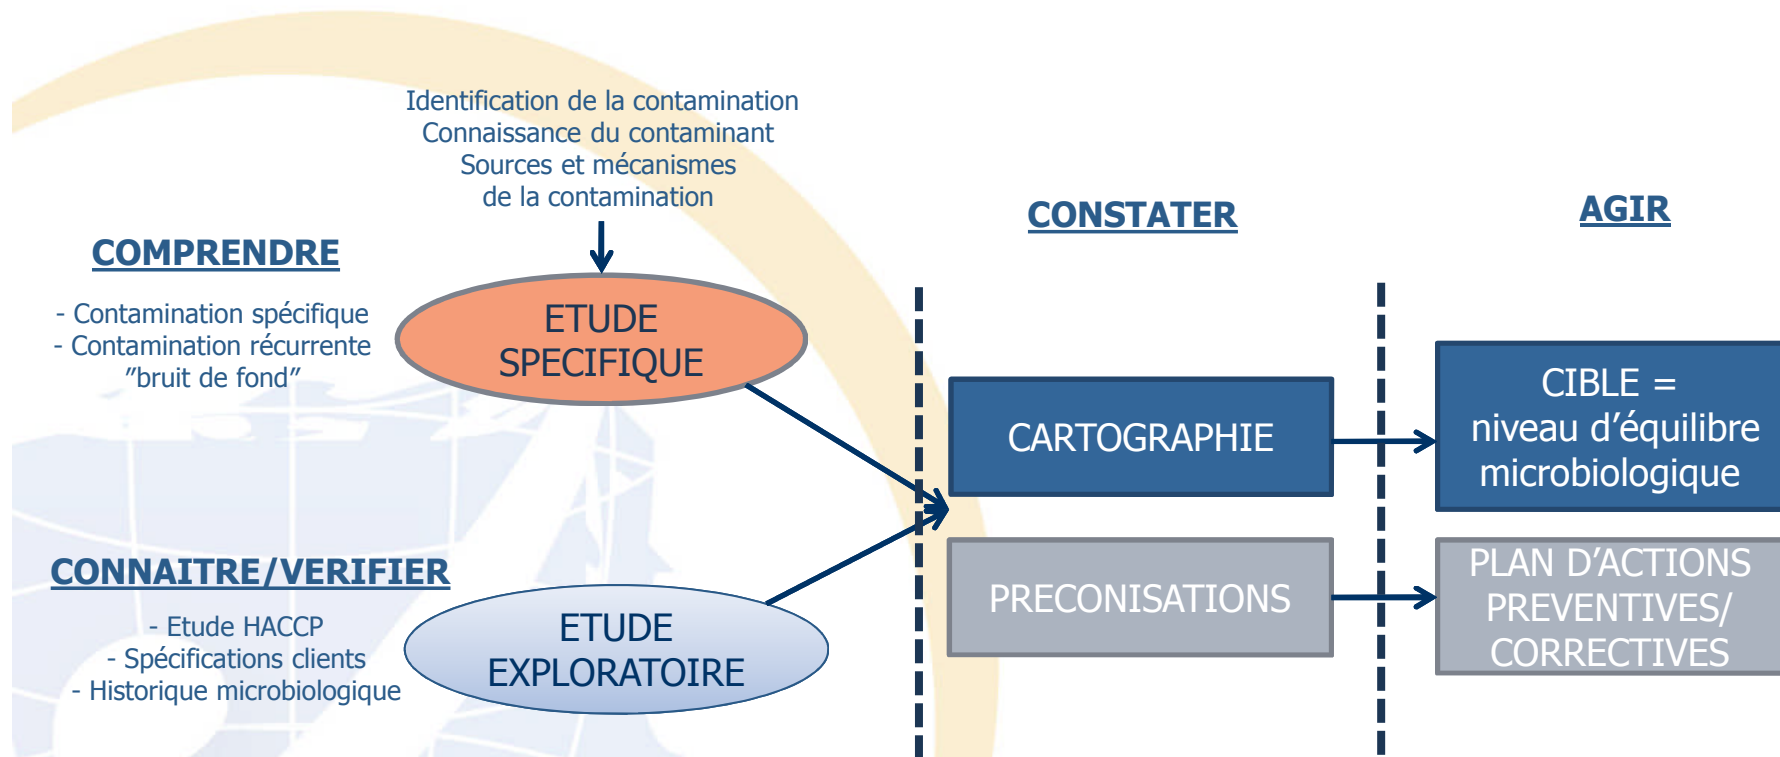 Identification de la contamination
Connaissance du contaminant
Sources et mécanismes
de la contamination
COMPRENDRE
- Contamination spécifique
- Contamination récurrente
″bruit de fond″
ETUDE
SPECIFIQUE
CONNAITRE/VERIFIER
- Etude HACCP
- Spécifications clients
- Historique microbiologique
ETUDE
EXPLORATOIRE
CONSTATER
CARTOGRAPHIE
PRECONISATIONS
AGIR
CIBLE =
niveau d’équilibre
microbiologique
PLAN D’ACTIONS
PREVENTIVES/
CORRECTIVES